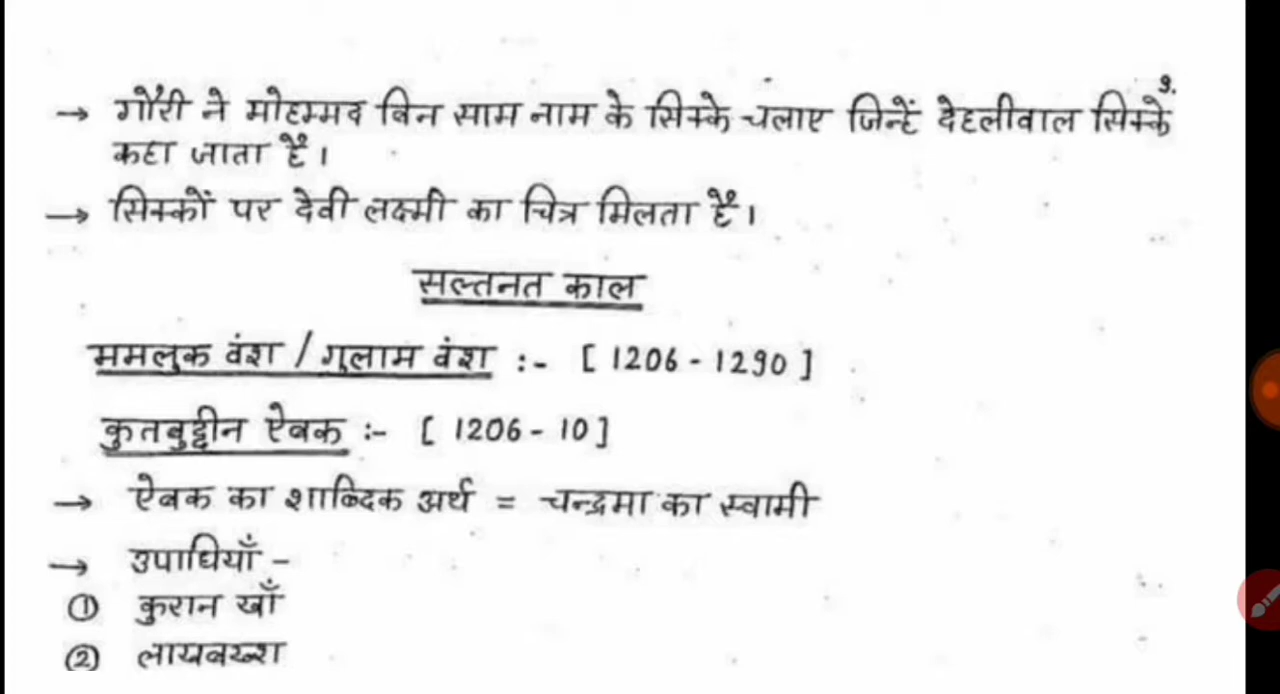 9.
→ गौरी ने मोहम्मद बिन साम नाम के सिक्के चलाए जिन्हें देहलीवाल सिक्के
कहा जाता है।
→ सिक्कों पर देवी लक्ष्मी का चित्र मिलता है।
सल्तनत काल
ममलुक वंश / गुलाम वंश :- [ 1206 - 1290 ]
कुतबुद्दीन ऐबक :- [ 1206 - 10 ]
→ ऐबक का शाब्दिक अर्थ = चन्द्रमा का स्वामी
→ उपाधियाँ -
① कुरान खाँ
② लाखबख्श